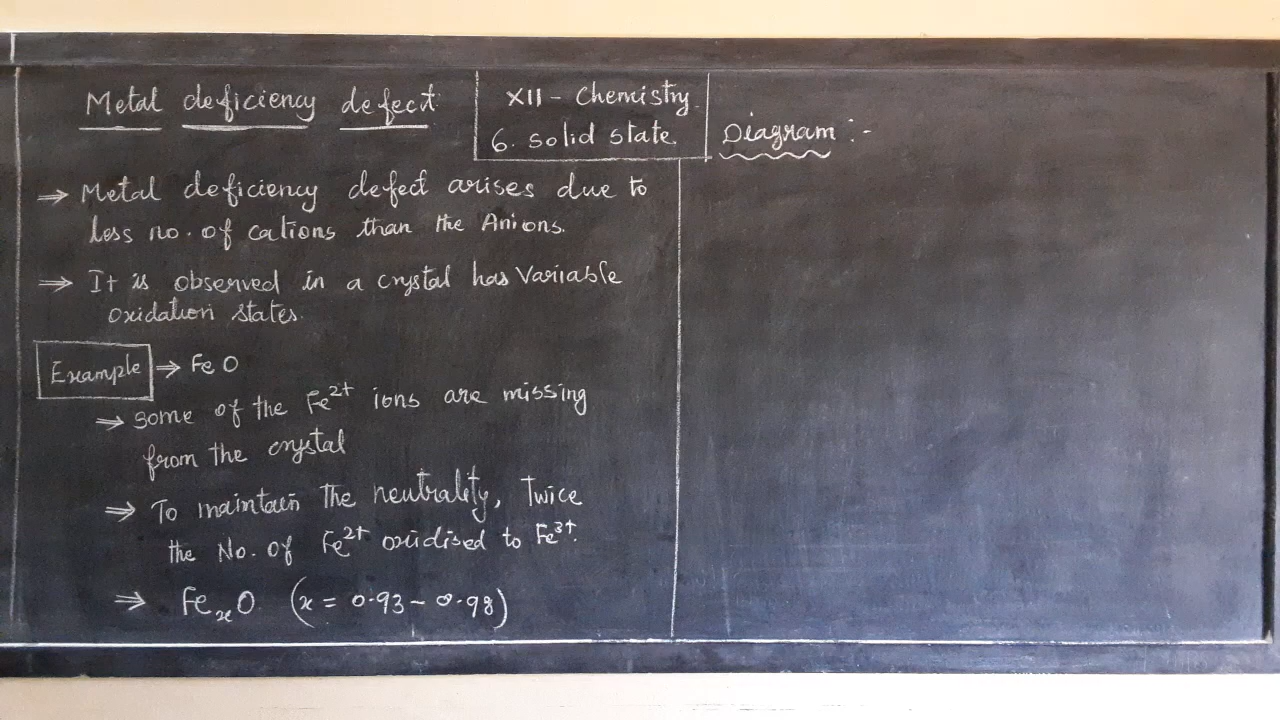 Metal deficiency defect
XII - Chemistry
6. Solid state
Metal deficiency defect arises due to
less no. of cations than the Anions.
⇒ It is observed in a crystal has Variable
oxidation states.
Example ⇒ FeO
⇒ some of the Fe²⁺ ions are missing
from the crystal
⇒ To maintain the neutrality, Twice
the No. of Fe²⁺ oxidised to Fe³⁺.
⇒ FeₓO (x = 0.93 - 0.98)
Diagram :-